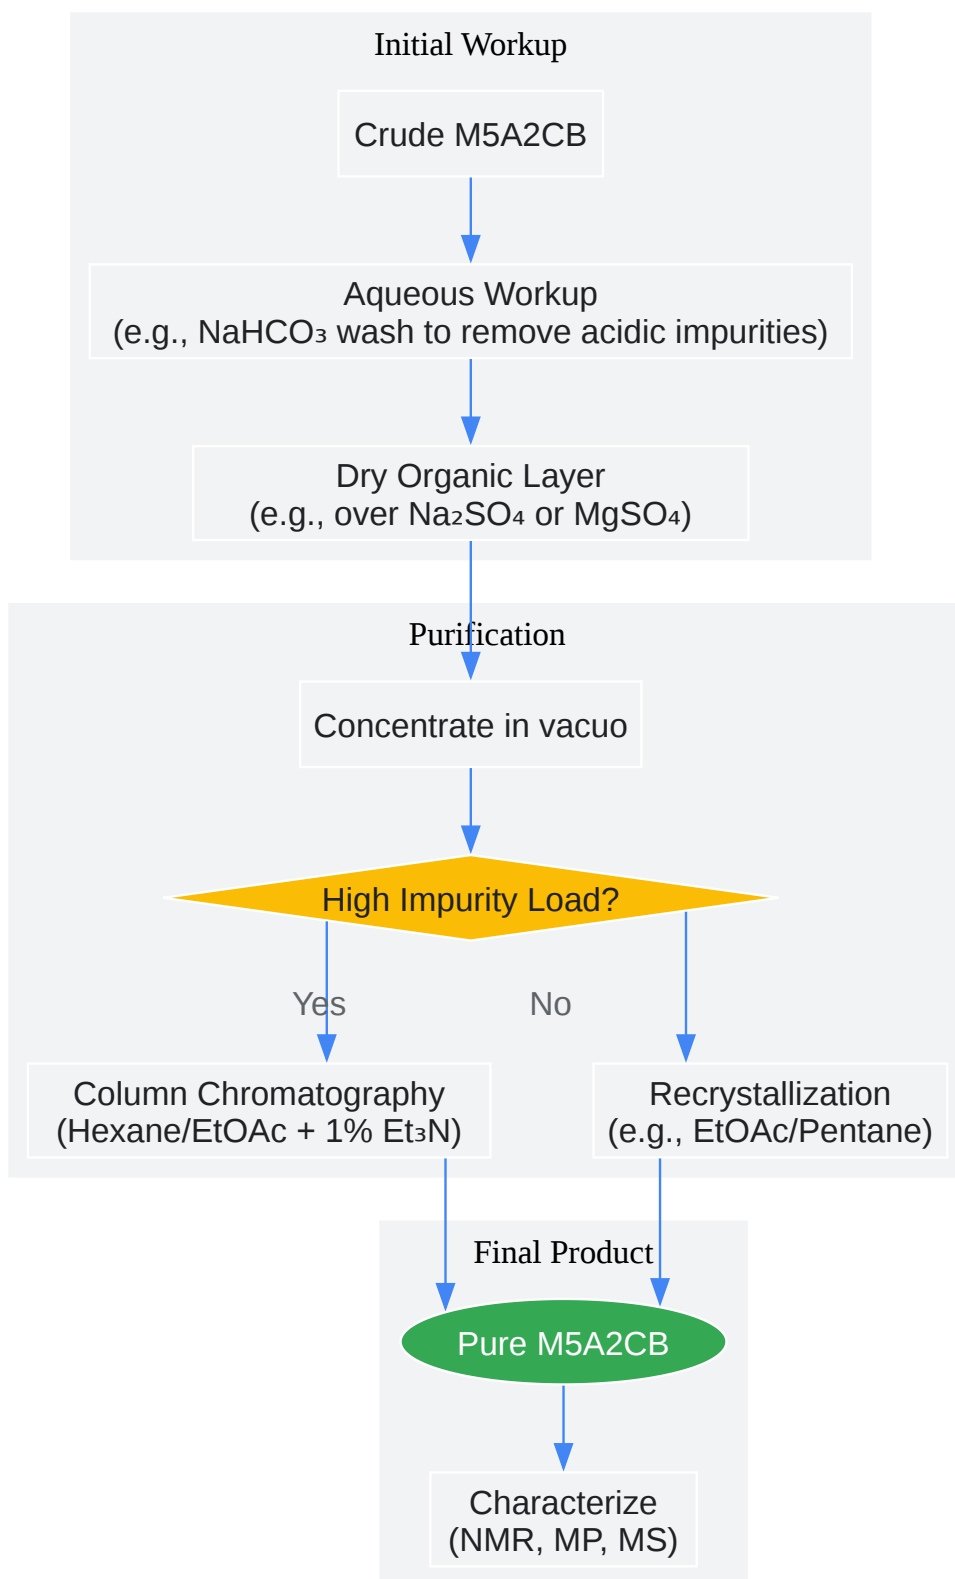 Initial Workup
Crude M5A2CB
Aqueous Workup
(e.g., NaHCO₃ wash to remove acidic impurities)
Dry Organic Layer
(e.g., over Na₂SO₄ or MgSO₄)
Purification
Concentrate in vacuo
High Impurity Load?
Yes
No
Column Chromatography
(Hexane/EtOAc + 1% Et₃N)
Recrystallization
(e.g., EtOAc/Pentane)
Final Product
Pure M5A2CB
Characterize
(NMR, MP, MS)